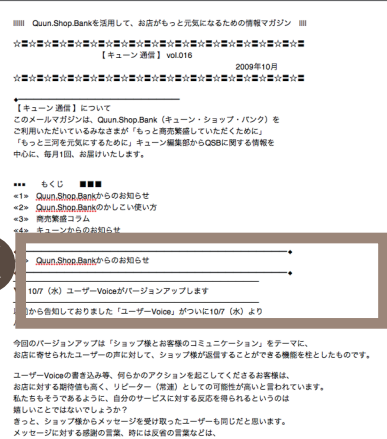 Quun.Shop.Bankを活用して、お店がもっと元気になるための情報マガジン
☆〓☆〓☆〓☆〓☆〓☆〓☆〓☆〓☆〓☆〓☆〓☆〓☆〓☆〓☆〓☆〓☆〓
【 キューン 通信 】 vol.016
2009年10月
☆〓☆〓☆〓☆〓☆〓☆〓☆〓☆〓☆〓☆〓☆〓☆〓☆〓☆〓☆〓☆〓☆〓
【 キューン 通信 】 について
このメールマガジンは、Quun.Shop.Bank（キューン・ショップ・バンク）を
ご利用いただいているみなさまが「もっと商売繁盛していただくために」
「もっと三河を元気にするために」キューン編集部からQSBに関する情報を
中心に、毎月1回、お届けいたします。
■■■ もくじ ■■■
≪1≫ Quun.Shop.Bankからのお知らせ
≪2≫ Quun.Shop.Bankのかしこい使い方
≪3≫ 商売繁盛コラム
≪4≫ キューンからのお知らせ
Quun.Shop.Bankからのお知らせ
10/7（水）ユーザーVoiceがバージョンアップします
から告知しておりました「ユーザーVoice」がついに10/7（水）より
今回のバージョンアップは「ショップ様とお客様のコミュニケーション」をテーマに、
お店に寄せられたユーザーの声に対して、ショップ様が返信することができる機能を柱としたものです。
ユーザーVoiceの書き込み等、何らかのアクションを起こしてくださるお客様は、
お店に対する期待値も高く、リピーター（常連）としての可能性が高いと言われています。
私たちもそうであるように、自分のサービスに対する反応を得られるというのは
嬉しいことではないでしょうか？
きっと、ショップ様からメッセージを受け取ったユーザーも同じだと思います。
メッセージに対する感謝の言葉、時には反省の言葉などは、